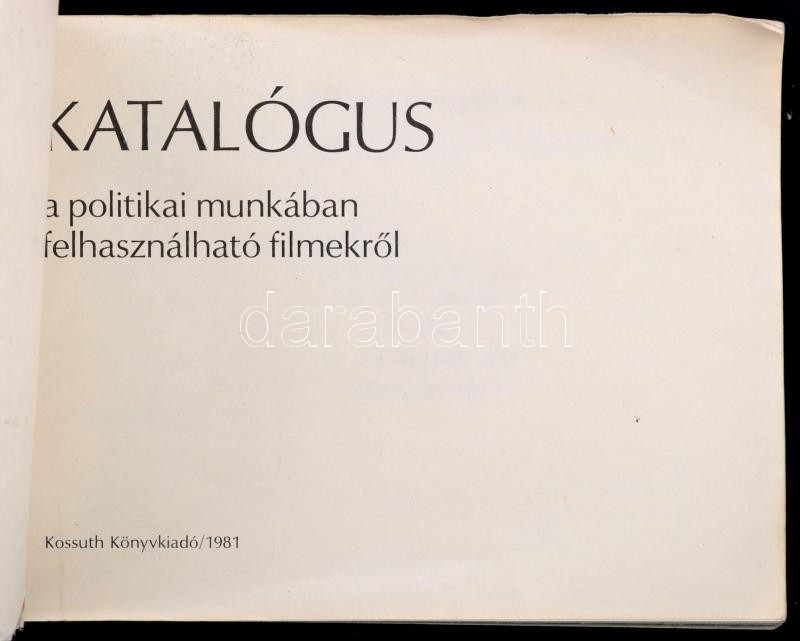 KATALÓGUS
a politikai munkában
felhasználható filmekről
darabanth
Kossuth Könyvkiadó/1981